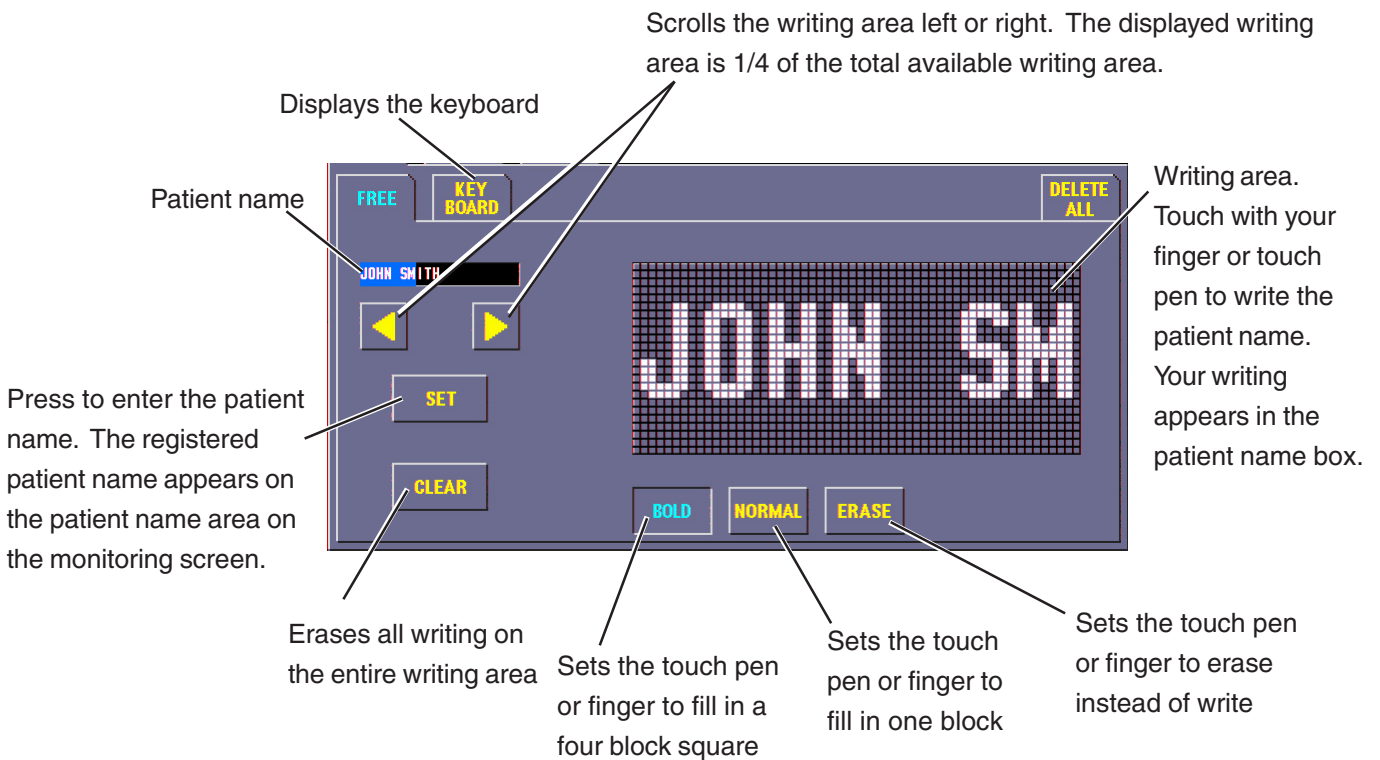 Scrolls the writing area left or right. The displayed writing
area is 1/4 of the total available writing area.
Displays the keyboard
Patient name
FREE
KEY
BOARD
DELETE
ALL
JOHN SMITH
JOHN SM
Writing area.
Touch with your
finger or touch
pen to write the
patient name.
Your writing
appears in the
patient name box.
Press to enter the patient
name. The registered
patient name appears on
the patient name area on
the monitoring screen.
SET
CLEAR
BOLD
NORMAL
ERASE
Erases all writing on
the entire writing area
Sets the touch pen
or finger to fill in a
four block square
Sets the touch
pen or finger to
fill in one block
Sets the touch pen
or finger to erase
instead of write